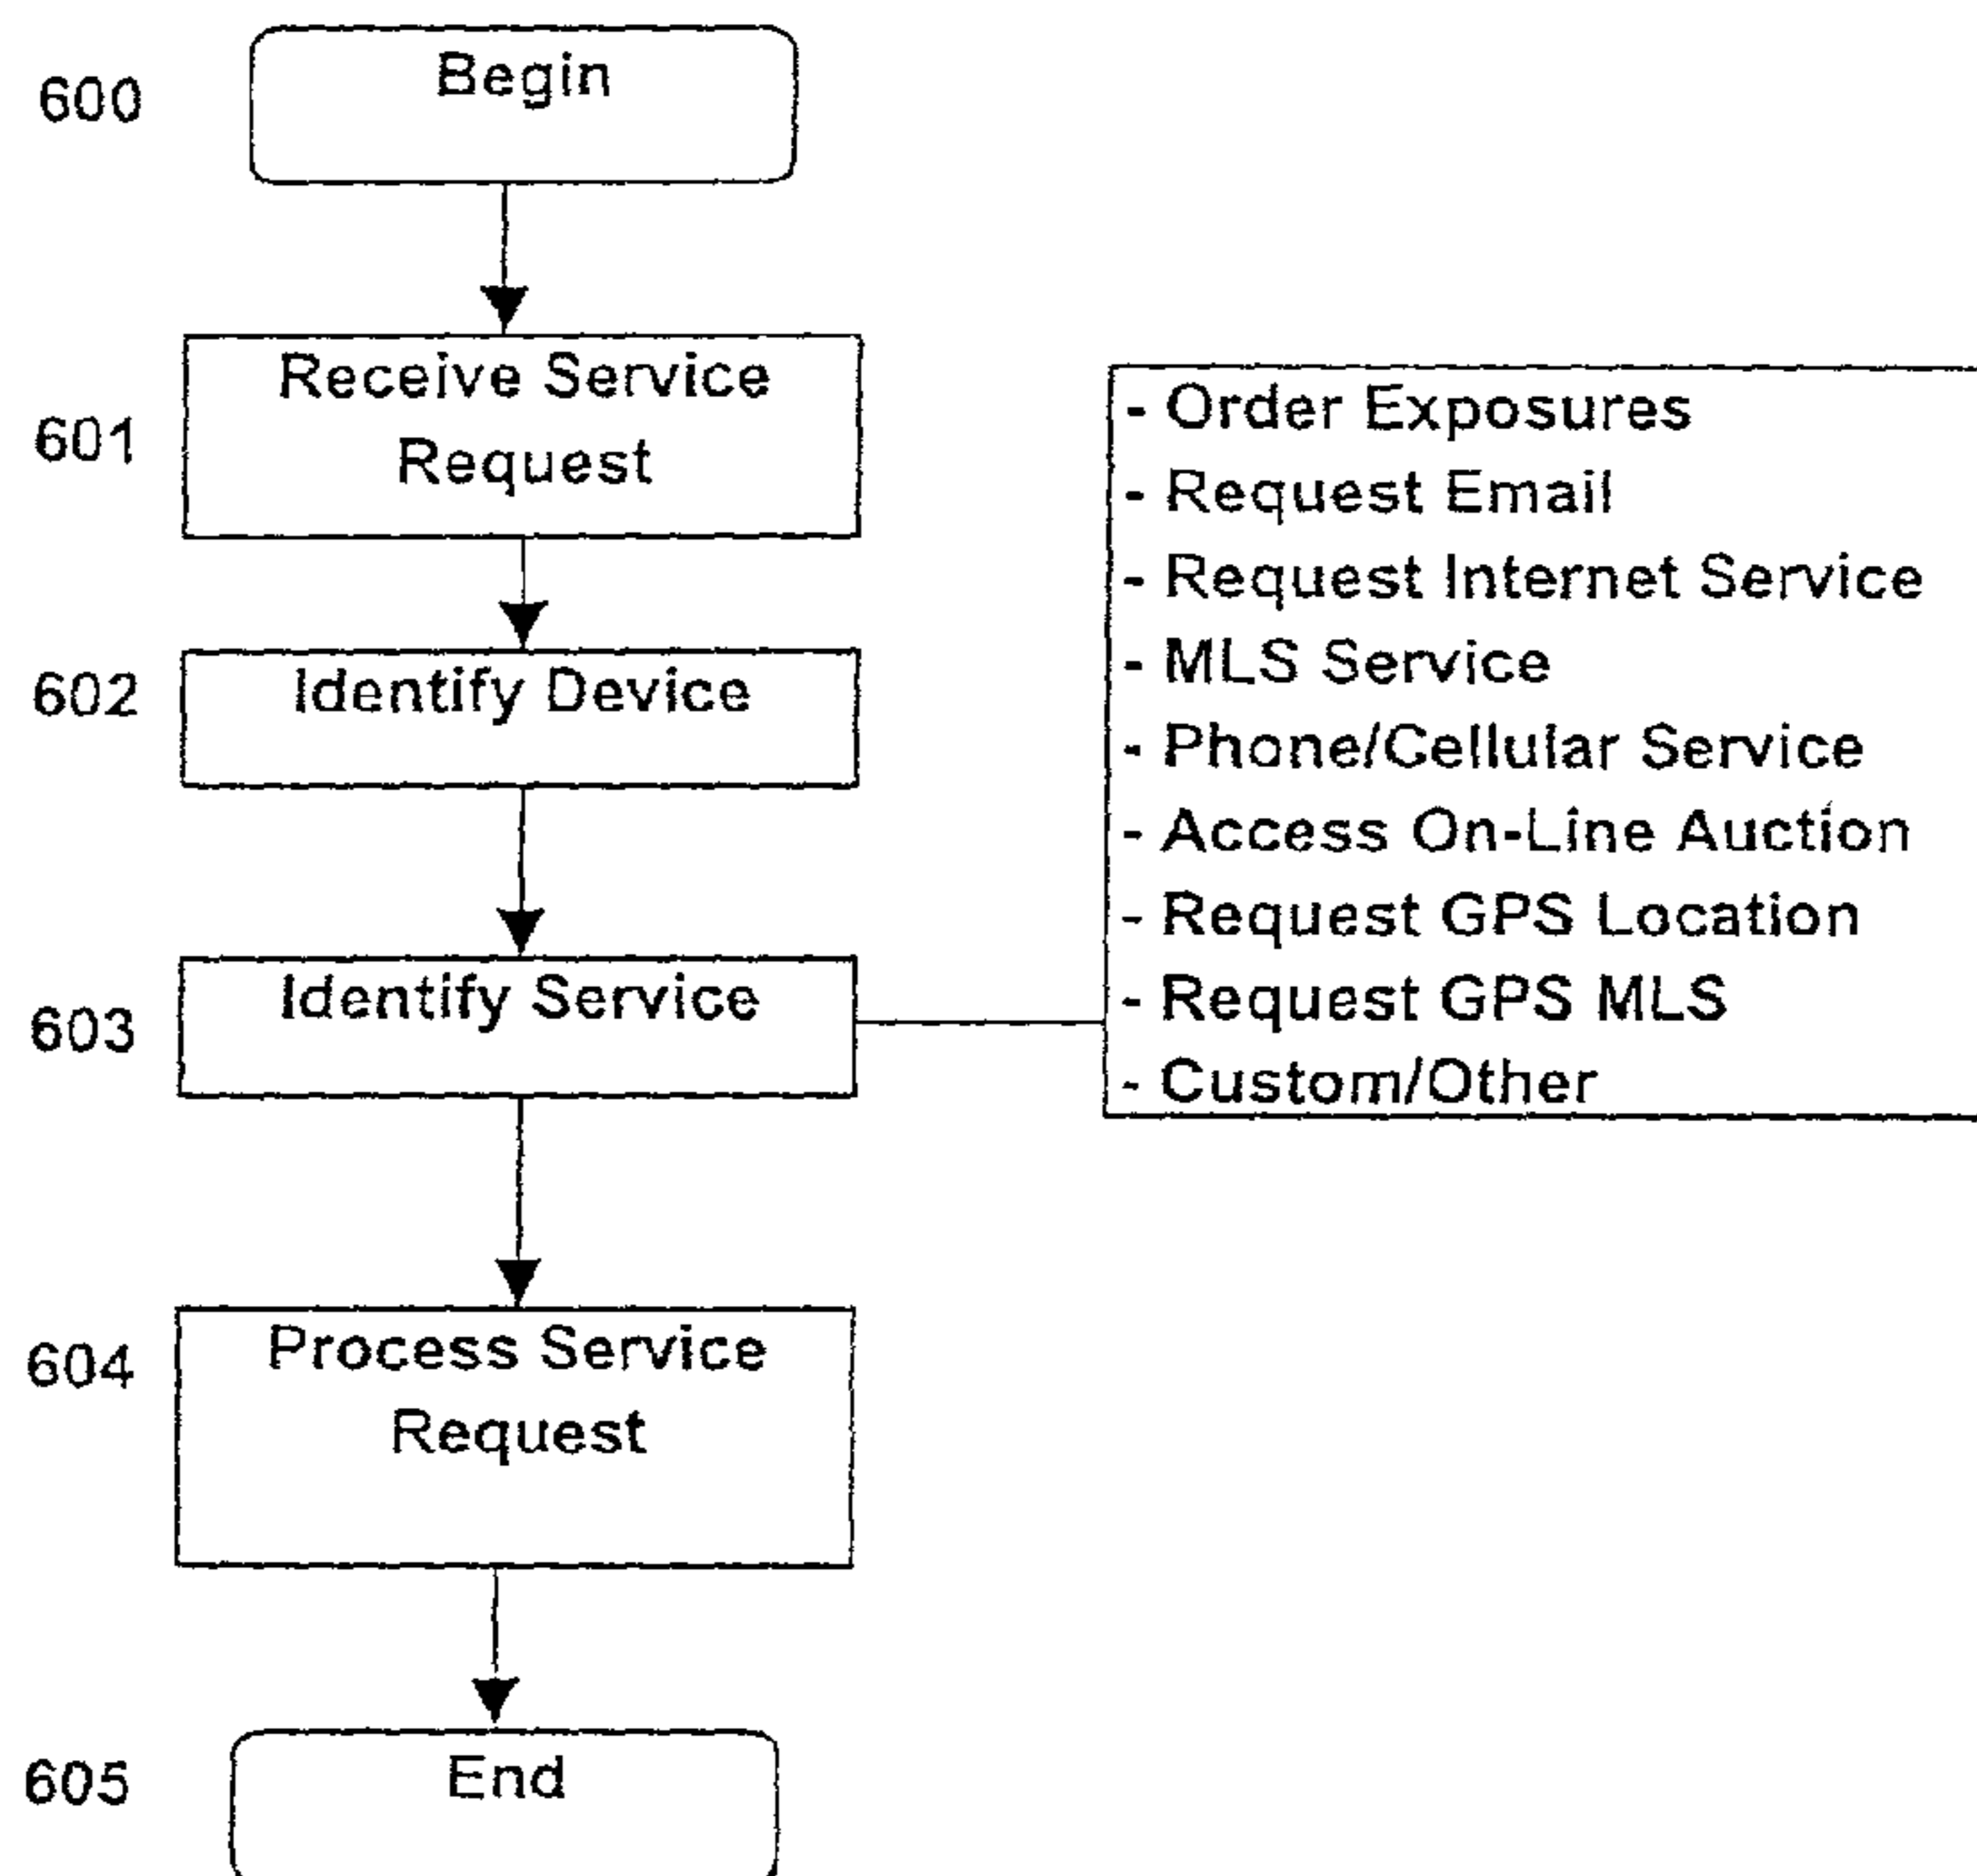 600
Begin
601
Receive Service
Request
602
Identify Device
603
Identify Service
- Order Exposures
- Request Email
- Request Internet Service
- MLS Service
- Phone/Cellular Service
- Access On-Line Auction
- Request GPS Location
- Request GPS MLS
- Custom/Other
604
Process Service
Request
605
End